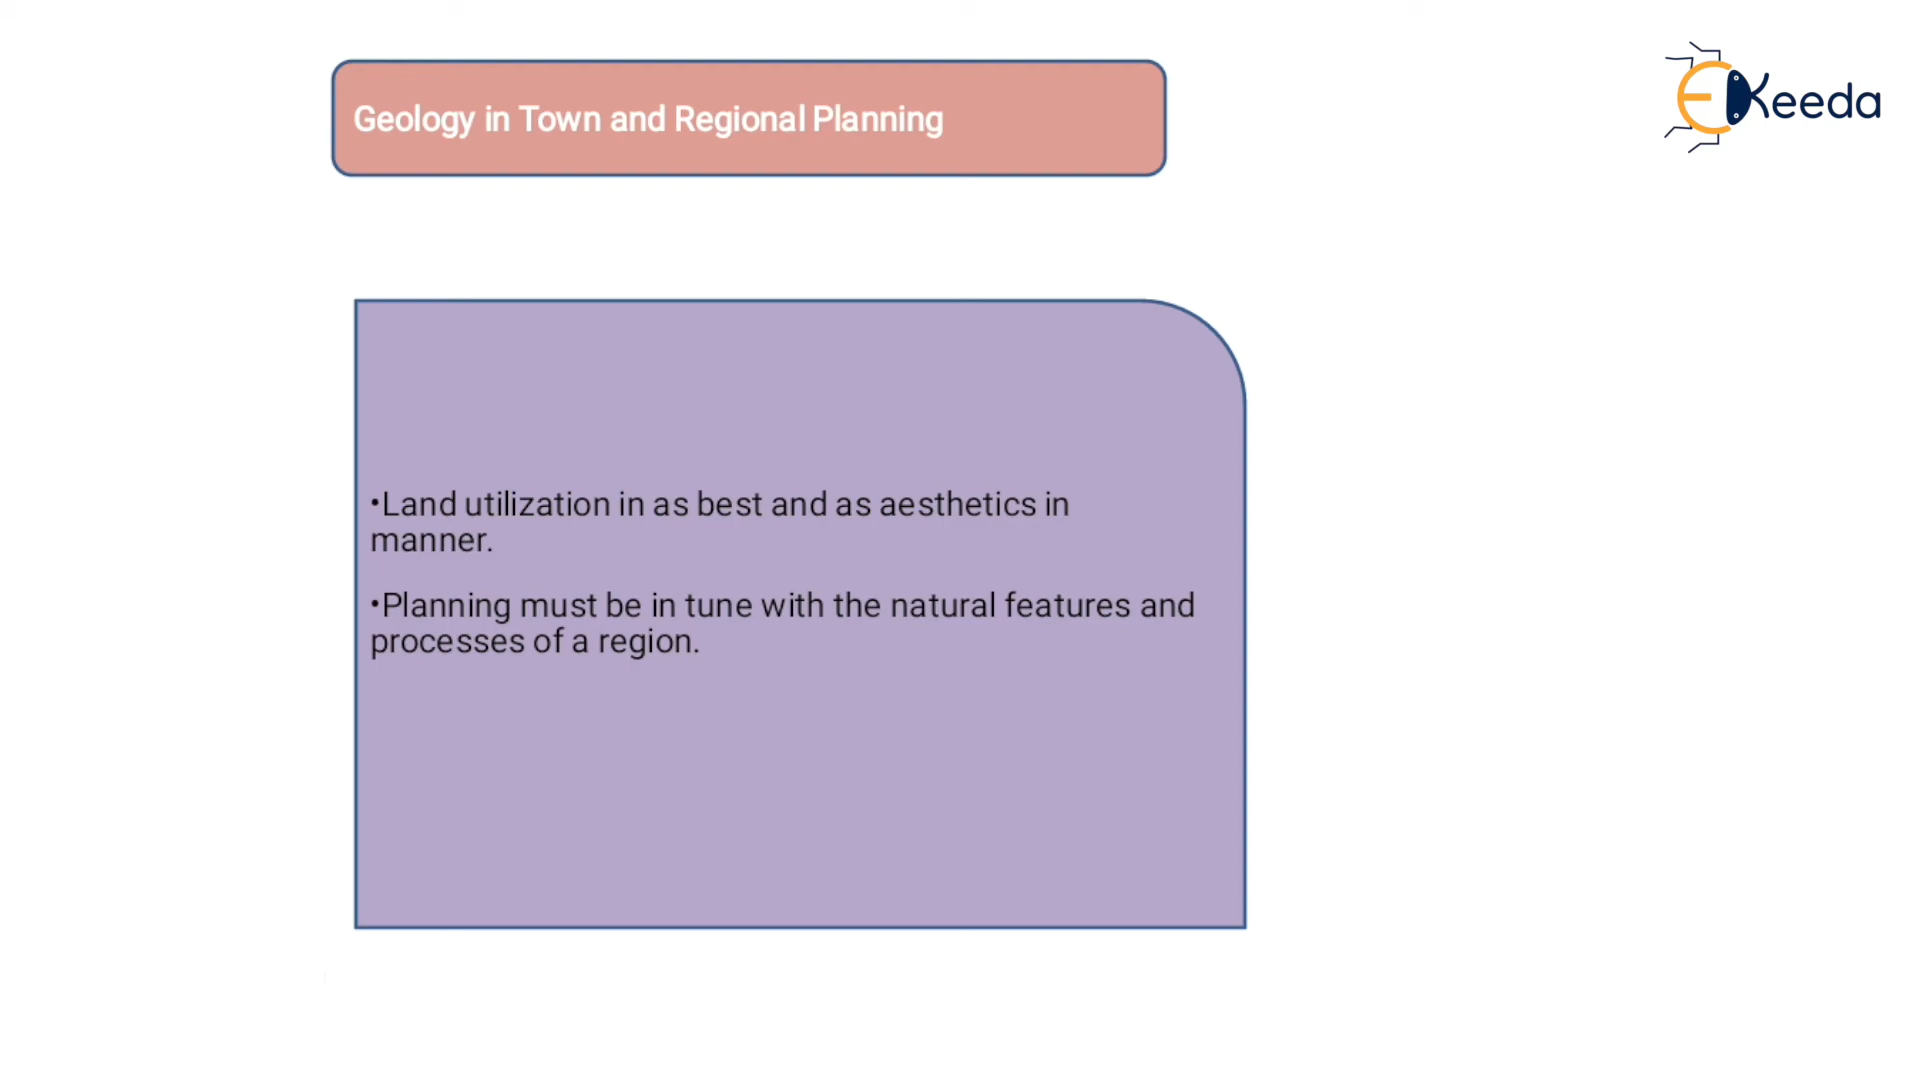 Geology in Town and Regional Planning
EKeeda
•Land utilization in as best and as aesthetics in
manner.
•Planning must be in tune with the natural features and
processes of a region.